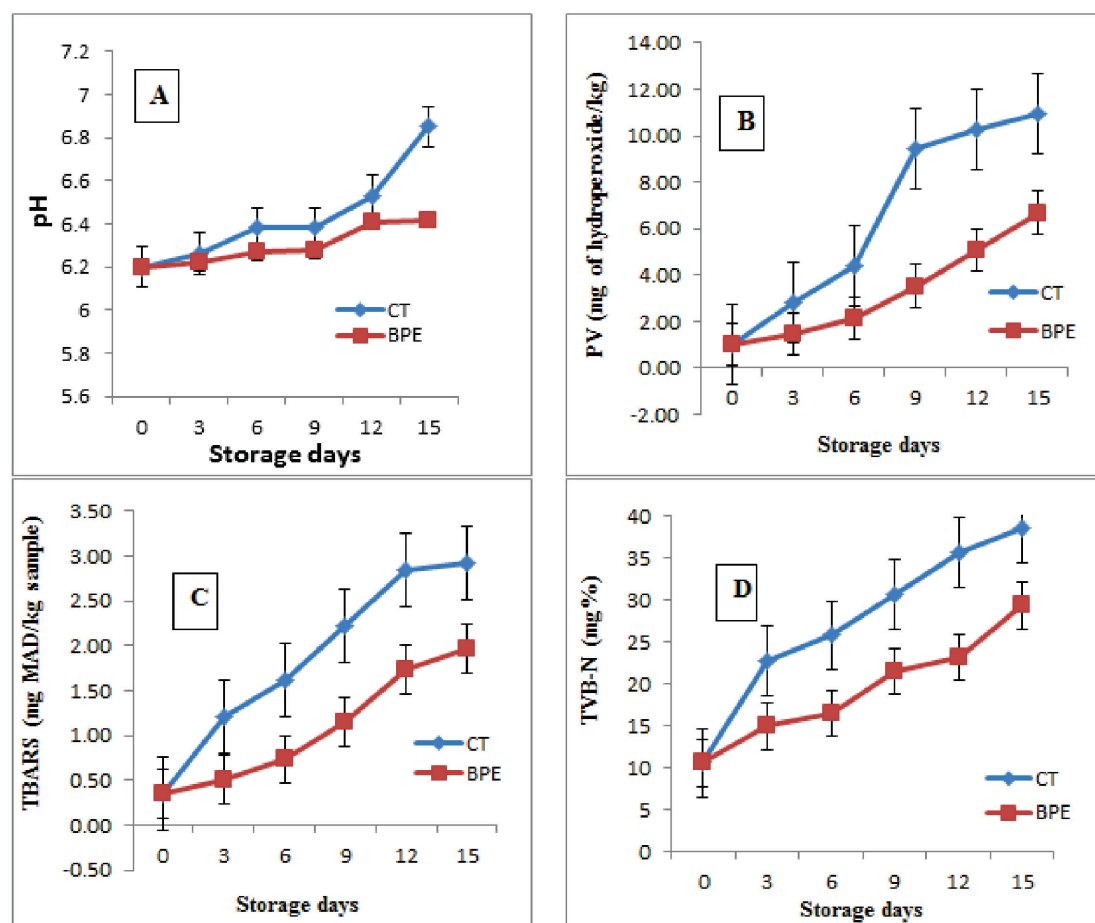 7.2
7
6.8
6.6
6.4
6.2
6
5.8
5.6
pH
A
CT
BPE
0 3 6 9 12 15
Storage days
14.00
12.00
10.00
8.00
6.00
4.00
2.00
0.00
-2.00
PV (mg of hydroperoxide/kg)
B
CT
BPE
0 3 6 9 12 15
Storage days
3.50
3.00
2.50
2.00
1.50
1.00
0.50
0.00
-0.50
TBARS (mg MAD/kg sample)
C
CT
BPE
0 3 6 9 12 15
Storage days
40
35
30
25
20
15
10
5
0
TVB-N (mg%)
D
CT
BPE
0 3 6 9 12 15
Storage days